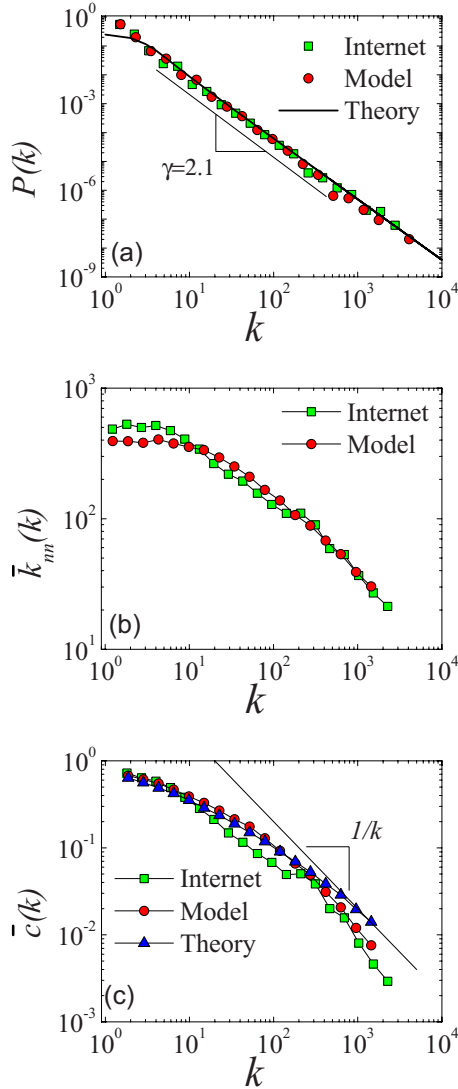 10^0
Internet
Model
10^-3
Theory
P(k)
γ=2.1
10^-6
(a)
10^-9
10^0 10^1 10^2 10^3 10^4
k
10^3
Internet
Model
k̄_nn(k)
10^2
(b)
10^1
10^0 10^1 10^2 10^3 10^4
k
10^0
1/k
10^-1
c̄(k)
Internet
10^-2
Model
Theory
(c)
10^-3
10^0 10^1 10^2 10^3 10^4
k